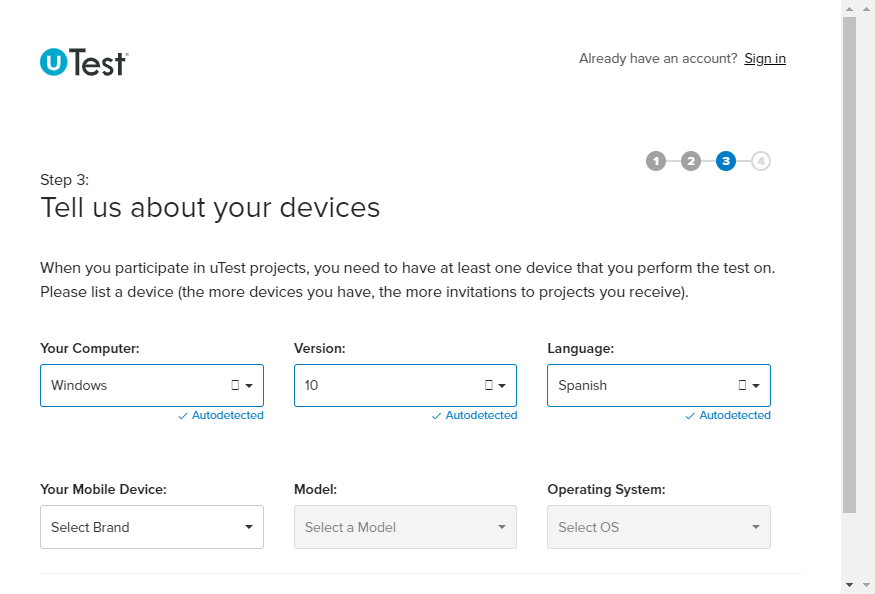 uTest
Already have an account? Sign in
1 2 3 4
Step 3:
Tell us about your devices
When you participate in uTest projects, you need to have at least one device that you perform the test on.
Please list a device (the more devices you have, the more invitations to projects you receive).
Your Computer: Version: Language:
Windows 10 Spanish
Autodetected Autodetected Autodetected
Your Mobile Device: Model: Operating System:
Select Brand Select a Model Select OS